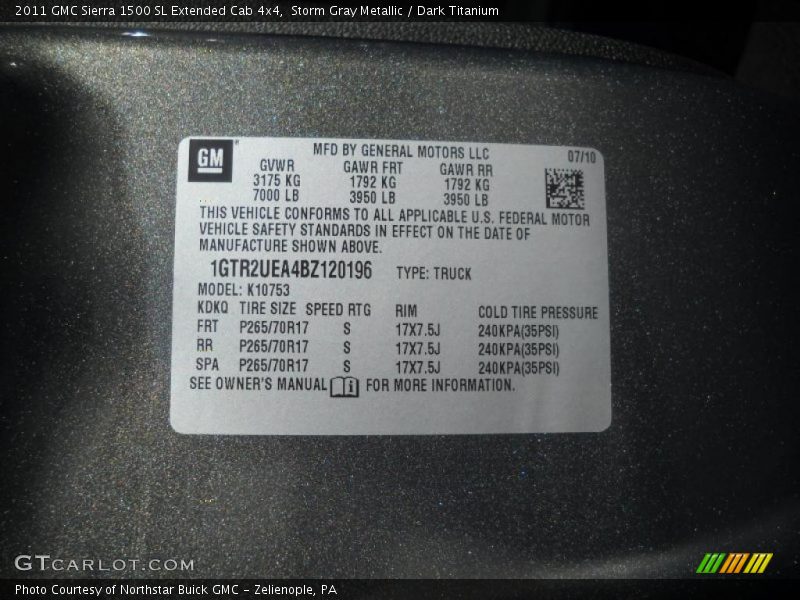 2011 GMC Sierra 1500 SL Extended Cab 4x4,  Storm Gray Metallic / Dark Titanium
GM
MFD BY GENERAL MOTORS LLC 07/10
GVWR GAWR FRT GAWR RR
3175 KG 1792 KG 1792 KG
7000 LB 3950 LB 3950 LB
THIS VEHICLE CONFORMS TO ALL APPLICABLE U.S. FEDERAL MOTOR
VEHICLE SAFETY STANDARDS IN EFFECT ON THE DATE OF
MANUFACTURE SHOWN ABOVE.
1GTR2UEA4BZ120196 TYPE: TRUCK
MODEL: K10753
KDKQ TIRE SIZE SPEED RTG RIM COLD TIRE PRESSURE
FRT P265/70R17 S 17X7.5J 240KPA(35PSI)
RR P265/70R17 S 17X7.5J 240KPA(35PSI)
SPA P265/70R17 S 17X7.5J 240KPA(35PSI)
SEE OWNER'S MANUAL FOR MORE INFORMATION.
GTCARLOT.COM
Photo Courtesy of Northstar Buick GMC - Zelienople, PA